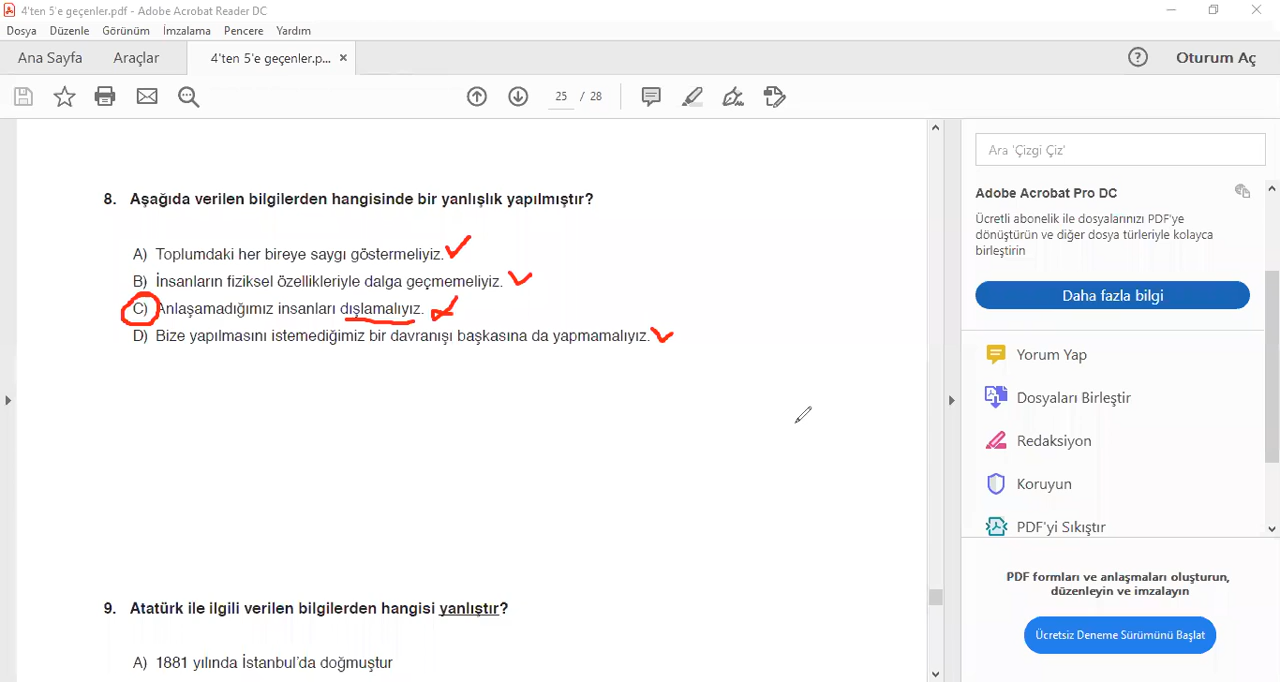 4'ten 5'e geçenler.pdf - Adobe Acrobat Reader DC
Dosya Düzenle Görünüm İmzalama Pencere Yardım
Ana Sayfa Araçlar 4'ten 5'e geçenler.p... × Oturum Aç
25 / 28
8. Aşağıda verilen bilgilerden hangisinde bir yanlışlık yapılmıştır?
A) Toplumdaki her bireye saygı göstermeliyiz.
B) İnsanların fiziksel özellikleriyle dalga geçmemeliyiz.
C) Anlaşamadığımız insanları dışlamalıyız.
D) Bize yapılmasını istemediğimiz bir davranışı başkasına da yapmamalıyız.
9. Atatürk ile ilgili verilen bilgilerden hangisi yanlıştır?
A) 1881 yılında İstanbul'da doğmuştur
Ara 'Çizgi Çiz'
Adobe Acrobat Pro DC
Ücretli abonelik ile dosyalarınızı PDF'ye
dönüştürün ve diğer dosya türleriyle kolayca
birleştirin
Daha fazla bilgi
Yorum Yap
Dosyaları Birleştir
Redaksiyon
Koruyun
PDF'yi Sıkıştır
PDF formları ve anlaşmaları oluşturun,
düzenleyin ve imzalayın
Ücretsiz Deneme Sürümünü Başlat